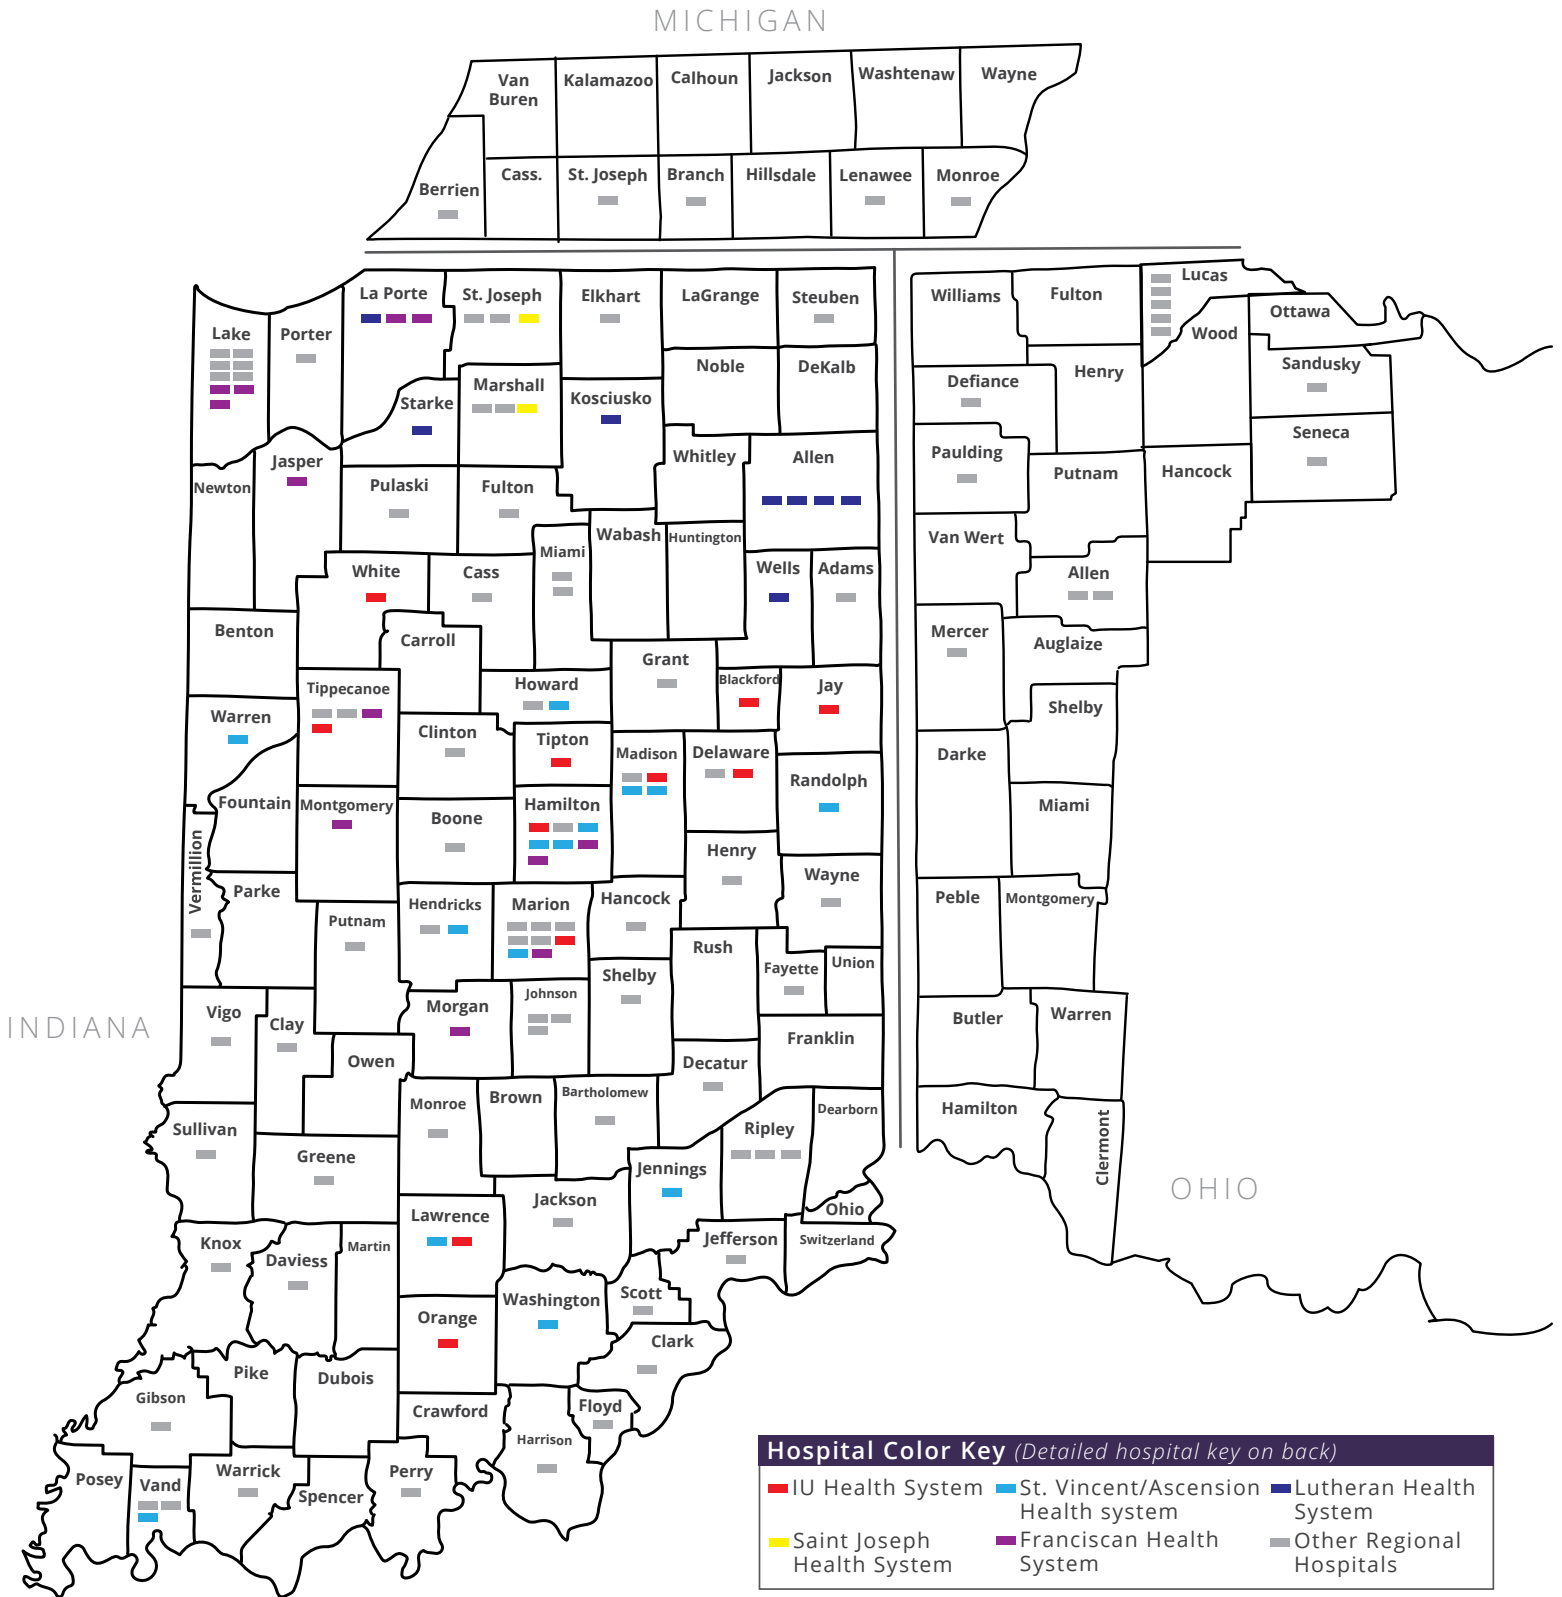 MICHIGAN
Van
Buren
Kalamazoo
Calhoun
Jackson
Washtenaw
Wayne
Berrien
Cass.
St. Joseph
Branch
Hillsdale
Lenawee
Monroe
INDIANA
Lake
Porter
La Porte
St. Joseph
Elkhart
LaGrange
Steuben
Noble
DeKalb
Starke
Marshall
Kosciusko
Newton
Jasper
Pulaski
Fulton
Whitley
Allen
Miami
Wabash
Huntington
White
Cass
Wells
Adams
Benton
Carroll
Grant
Tippecanoe
Howard
Blackford
Jay
Warren
Clinton
Tipton
Madison
Delaware
Randolph
Fountain
Montgomery
Boone
Hamilton
Vermillion
Henry
Wayne
Parke
Putnam
Hendricks
Marion
Hancock
Rush
Fayette
Union
Shelby
Vigo
Clay
Morgan
Johnson
Franklin
Owen
Decatur
Monroe
Brown
Bartholomew
Dearborn
Sullivan
Greene
Ripley
Jennings
Jackson
Ohio
Lawrence
Knox
Daviess
Martin
Jefferson
Switzerland
Orange
Washington
Scott
Clark
Pike
Dubois
Gibson
Crawford
Floyd
Harrison
Posey
Vand
Warrick
Spencer
Perry
Williams
Fulton
Lucas
Wood
Ottawa
Sandusky
Defiance
Henry
Seneca
Paulding
Putnam
Hancock
Van Wert
Allen
Mercer
Auglaize
Shelby
Darke
Miami
Peble
Montgomery
Butler
Warren
Hamilton
Clermont
OHIO
Hospital Color Key (Detailed hospital key on back)
IU Health System
St. Vincent/Ascension
Health system
Lutheran Health
System
Saint Joseph
Health System
Franciscan Health
System
Other Regional
Hospitals